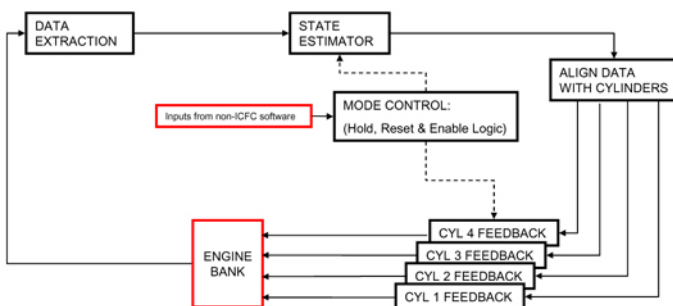 DATA
EXTRACTION
STATE
ESTIMATOR
ALIGN DATA
WITH CYLINDERS
MODE CONTROL:
(Hold, Reset & Enable Logic)
Inputs from non-ICFC software
CYL 4 FEEDBACK
CYL 3 FEEDBACK
CYL 2 FEEDBACK
CYL 1 FEEDBACK
ENGINE
BANK